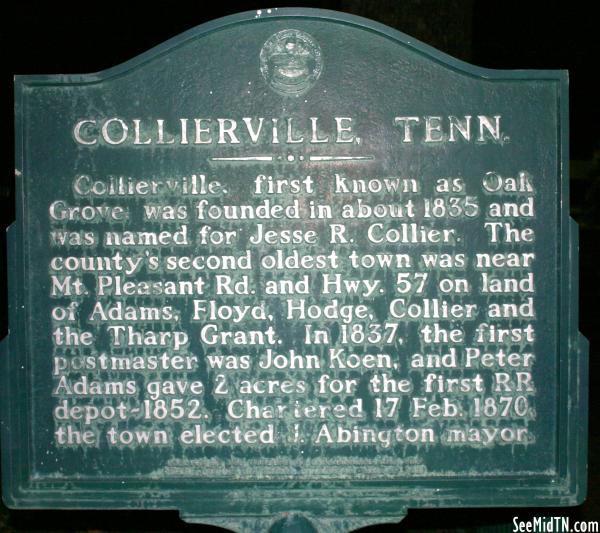 COLLIERVILLE, TENN.
Collierville, first known as Oak
Grove, was founded in about 1835 and
was named for Jesse R. Collier. The
county's second oldest town was near
Mt. Pleasant Rd. and Hwy. 57 on land
of Adams, Floyd, Hodge, Collier and
the Tharp Grant. In 1837, the first
postmaster was John Koen, and Peter
Adams gave 2 acres for the first RR
depot-1852. Chartered 17 Feb. 1870,
the town elected J. Abington mayor.
SeeMidTN.com